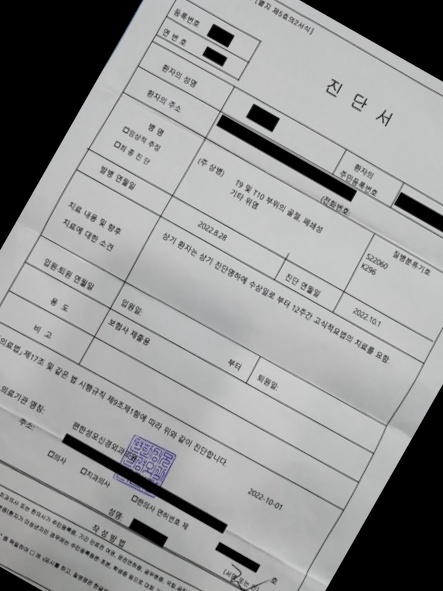 [별지 제5호의2서식]
등록번호
연 번 호
진 단 서
환자의 성명
환자의 주소
환자의
주민등록번호
(전화번호:
병 명
☐임상적 추정
☐최 종 진 단
(주 상병)
T9 및 T10 부위의 골절, 폐쇄성
기타 위염
질병분류기호
S22060
K296
발병 연월일
2022.8.28
진단 연월일
2022.10.1
치료 내용 및 향후
치료에 대한 소견
상기 환자는 상기 진단명하에 수상일로 부터 12주간 고식적요법의 치료를 요함.
입원·퇴원 연월일
입원일:
부터
퇴원일:
용 도
보험사 제출용
비 고
의료법」 제17조 및 같은 법 시행규칙 제9조제1항에 따라 위와 같이 진단합니다.
2022-10-01
의료기관 명칭:
주소:
☐의사
☐치과의사
☐한의사 면허번호 제
호
성명:
작 성 방 법